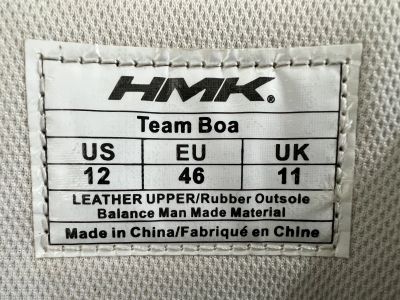 HMK®
Team Boa
US EU UK
12 46 11
LEATHER UPPER/Rubber Outsole
Balance Man Made Material
Made in China/Fabriqué en Chine